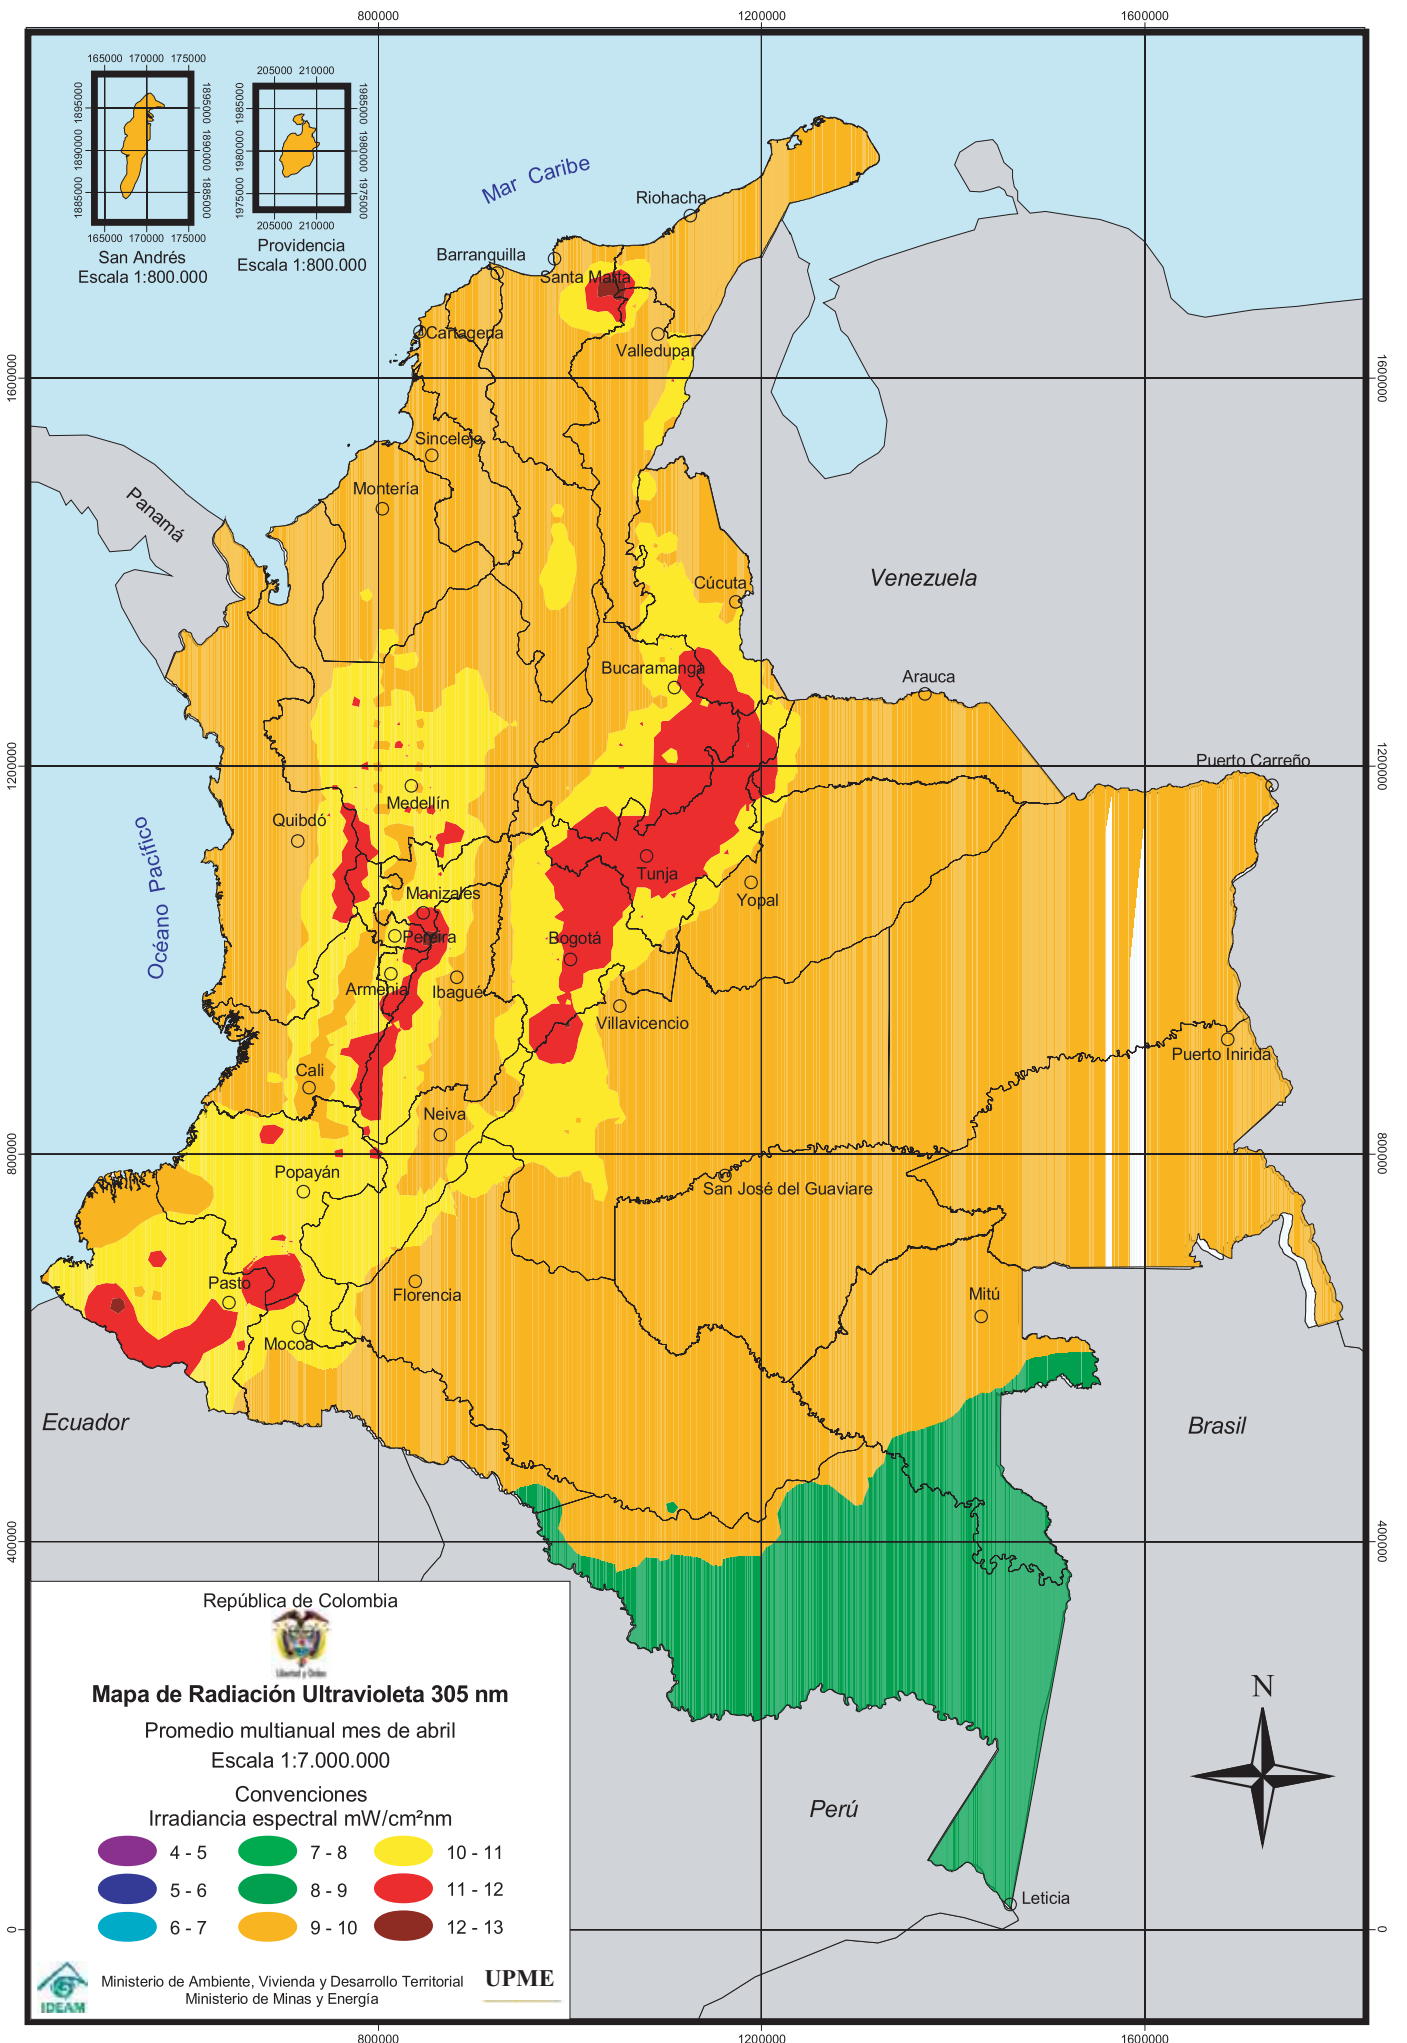 800000
1200000
1600000
165000
170000
175000
1895000
1890000
1885000
1895000
1890000
1885000
165000
170000
175000
San Andrés
Escala 1:800.000
205000
210000
1985000
1980000
1975000
1985000
1980000
1975000
205000
210000
Providencia
Escala 1:800.000
Mar Caribe
Riohacha
Barranquilla
Santa Marta
Cartagena
Valledupar
1600000
1600000
Sincelejo
Montería
Panamá
Cúcuta
Venezuela
Bucaramanga
Arauca
Puerto Carreño
1200000
1200000
Medellín
Quibdó
Océano Pacífico
Tunja
Manizales
Yopal
Pereira
Bogotá
Armenia
Ibagué
Villavicencio
Puerto Inirida
Cali
Neiva
800000
800000
Popayán
San José del Guaviare
Pasto
Florencia
Mitú
Mocoa
Ecuador
Brasil
400000
400000
República de Colombia
Libertad y Orden
Mapa de Radiación Ultravioleta 305 nm
Promedio multianual mes de abril
Escala 1:7.000.000
Convenciones
Irradiancia espectral mW/cm²nm
4 - 5
7 - 8
10 - 11
5 - 6
8 - 9
11 - 12
6 - 7
9 - 10
12 - 13
N
Perú
Leticia
0
0
IDEAM
Ministerio de Ambiente, Vivienda y Desarrollo Territorial
Ministerio de Minas y Energía
UPME
800000
1200000
1600000